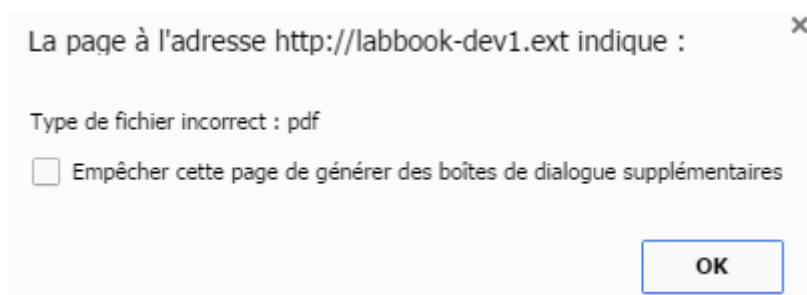 La page à l'adresse http://labbook-dev1.ext indique :
Type de fichier incorrect : pdf
Empêcher cette page de générer des boîtes de dialogue supplémentaires
OK